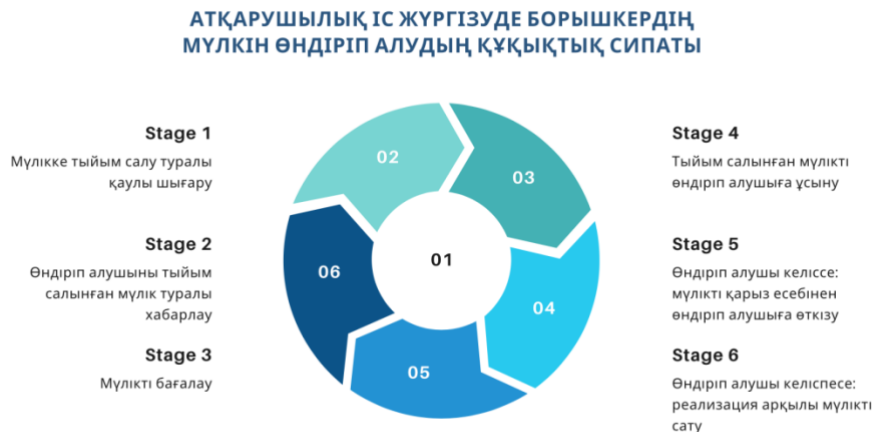 АТҚАРУШЫЛЫҚ ІС ЖҮРГІЗУДЕ БОРЫШКЕРДІҢ
МҮЛКІН ӨНДІРІП АЛУДЫҢ ҚҰҚЫҚТЫҚ СИПАТЫ
Stage 1
Мүлікке тыйым салу туралы
қаулы шығару
Stage 2
Өндіріп алушыны тыйым
салынған мүлік туралы
хабарлау
Stage 3
Мүлікті бағалау
02
03
06
01
04
05
Stage 4
Тыйым салынған мүлікті
өндіріп алушыға ұсыну
Stage 5
Өндіріп алушы келіссе:
мүлікті қарыз есебінен
өндіріп алушыға өткізу
Stage 6
Өндіріп алушы келіспесе:
реализация арқылы мүлікті
сату